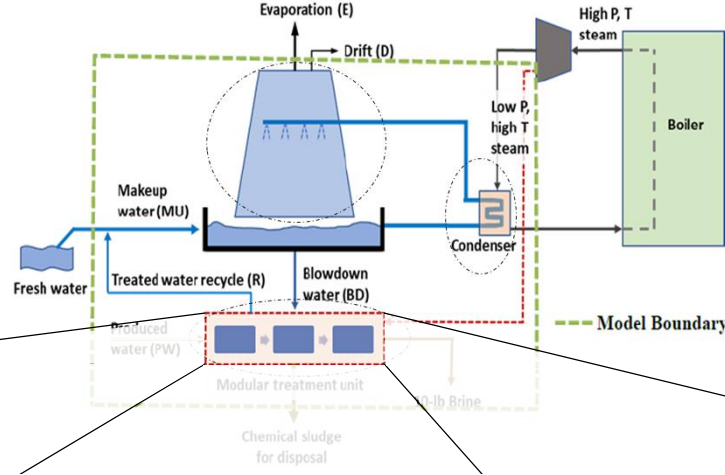 Evaporation (E)
Drift (D)
High P, T
steam
Low P,
high T
steam
Boiler
Makeup
water (MU)
Condenser
Fresh water
Treated water recycle (R)
Blowdown
water (BD)
Model Boundary
Produced
water (PW)
Modular treatment unit
10-lb Brine
Chemical sludge
for disposal